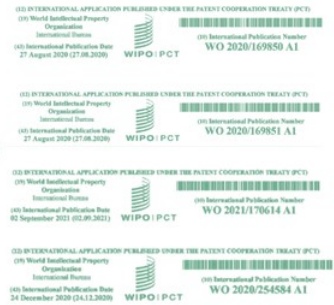 (12) INTERNATIONAL APPLICATION PUBLISHED UNDER THE PATENT COOPERATION TREATY (PCT)
(19) World Intellectual Property
Organization
International Bureau
(43) International Publication Date
27 August 2020 (27.08.2020)
WIPO | PCT
(10) International Publication Number
WO 2020/169850 A1
(12) INTERNATIONAL APPLICATION PUBLISHED UNDER THE PATENT COOPERATION TREATY (PCT)
(19) World Intellectual Property
Organization
International Bureau
(43) International Publication Date
27 August 2020 (27.08.2020)
WIPO | PCT
(10) International Publication Number
WO 2020/169851 A1
(12) INTERNATIONAL APPLICATION PUBLISHED UNDER THE PATENT COOPERATION TREATY (PCT)
(19) World Intellectual Property
Organization
International Bureau
(43) International Publication Date
02 September 2021 (02.09.2021)
WIPO | PCT
(10) International Publication Number
WO 2021/170614 A1
(12) INTERNATIONAL APPLICATION PUBLISHED UNDER THE PATENT COOPERATION TREATY (PCT)
(19) World Intellectual Property
Organization
International Bureau
(43) International Publication Date
24 December 2020 (24.12.2020)
WIPO | PCT
(10) International Publication Number
WO 2020/254584 A1